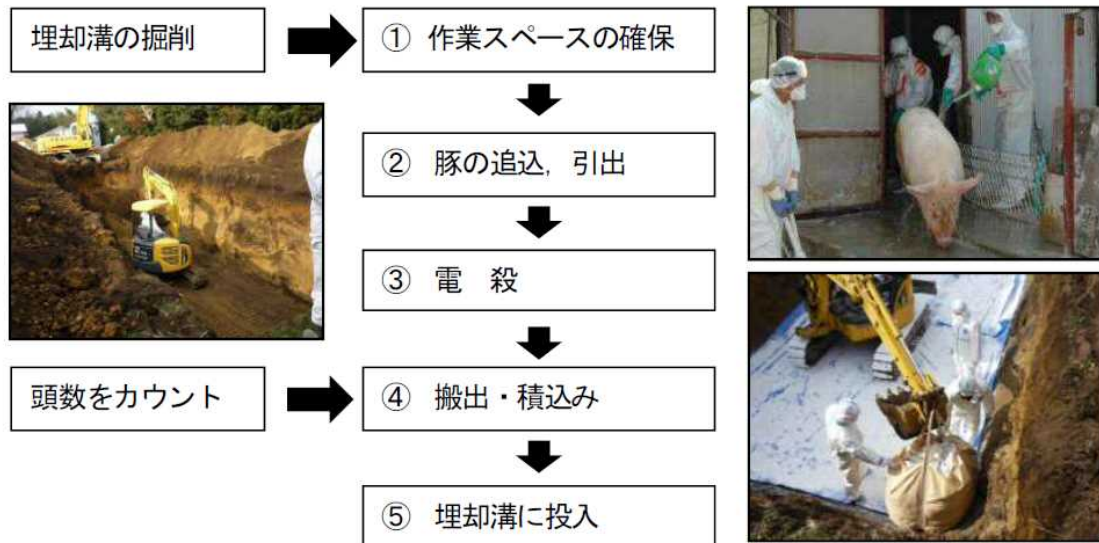 埋却溝の掘削
① 作業スペースの確保
② 豚の追込，引出
③ 電　殺
頭数をカウント
④ 搬出・積込み
⑤ 埋却溝に投入